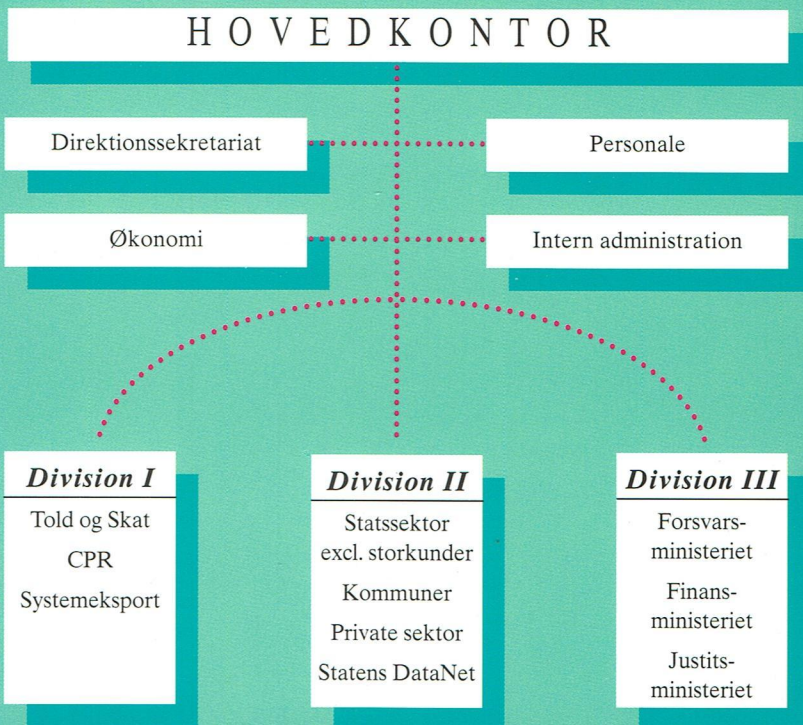 HOVEDKONTOR
Direktionssekretariat
Personale
Økonomi
Intern administration
Division I
Told og Skat
CPR
Systemeksport
Division II
Statssektor
excl. storkunder
Kommuner
Private sektor
Statens DataNet
Division III
Forsvars-
ministeriet
Finans-
ministeriet
Justits-
ministeriet